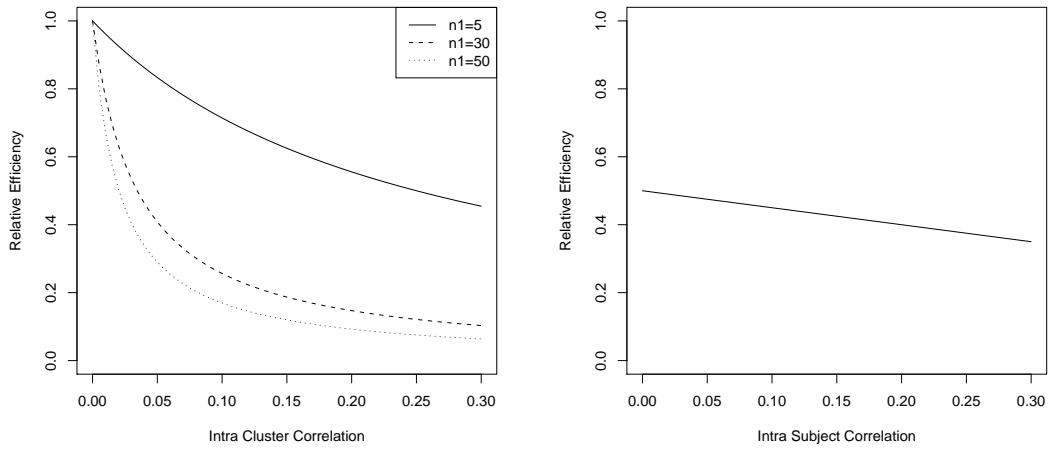 n1=5
n1=30
n1=50
Relative Efficiency
1.0
0.8
0.6
0.4
0.2
0.0
0.00 0.05 0.10 0.15 0.20 0.25 0.30
Intra Cluster Correlation
Relative Efficiency
1.0
0.8
0.6
0.4
0.2
0.0
0.00 0.05 0.10 0.15 0.20 0.25 0.30
Intra Subject Correlation